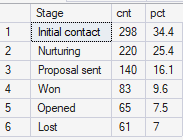 Stage cnt pct
1 Initial contact 298 34.4
2 Nurturing 220 25.4
3 Proposal sent 140 16.1
4 Won 83 9.6
5 Opened 65 7.5
6 Lost 61 7